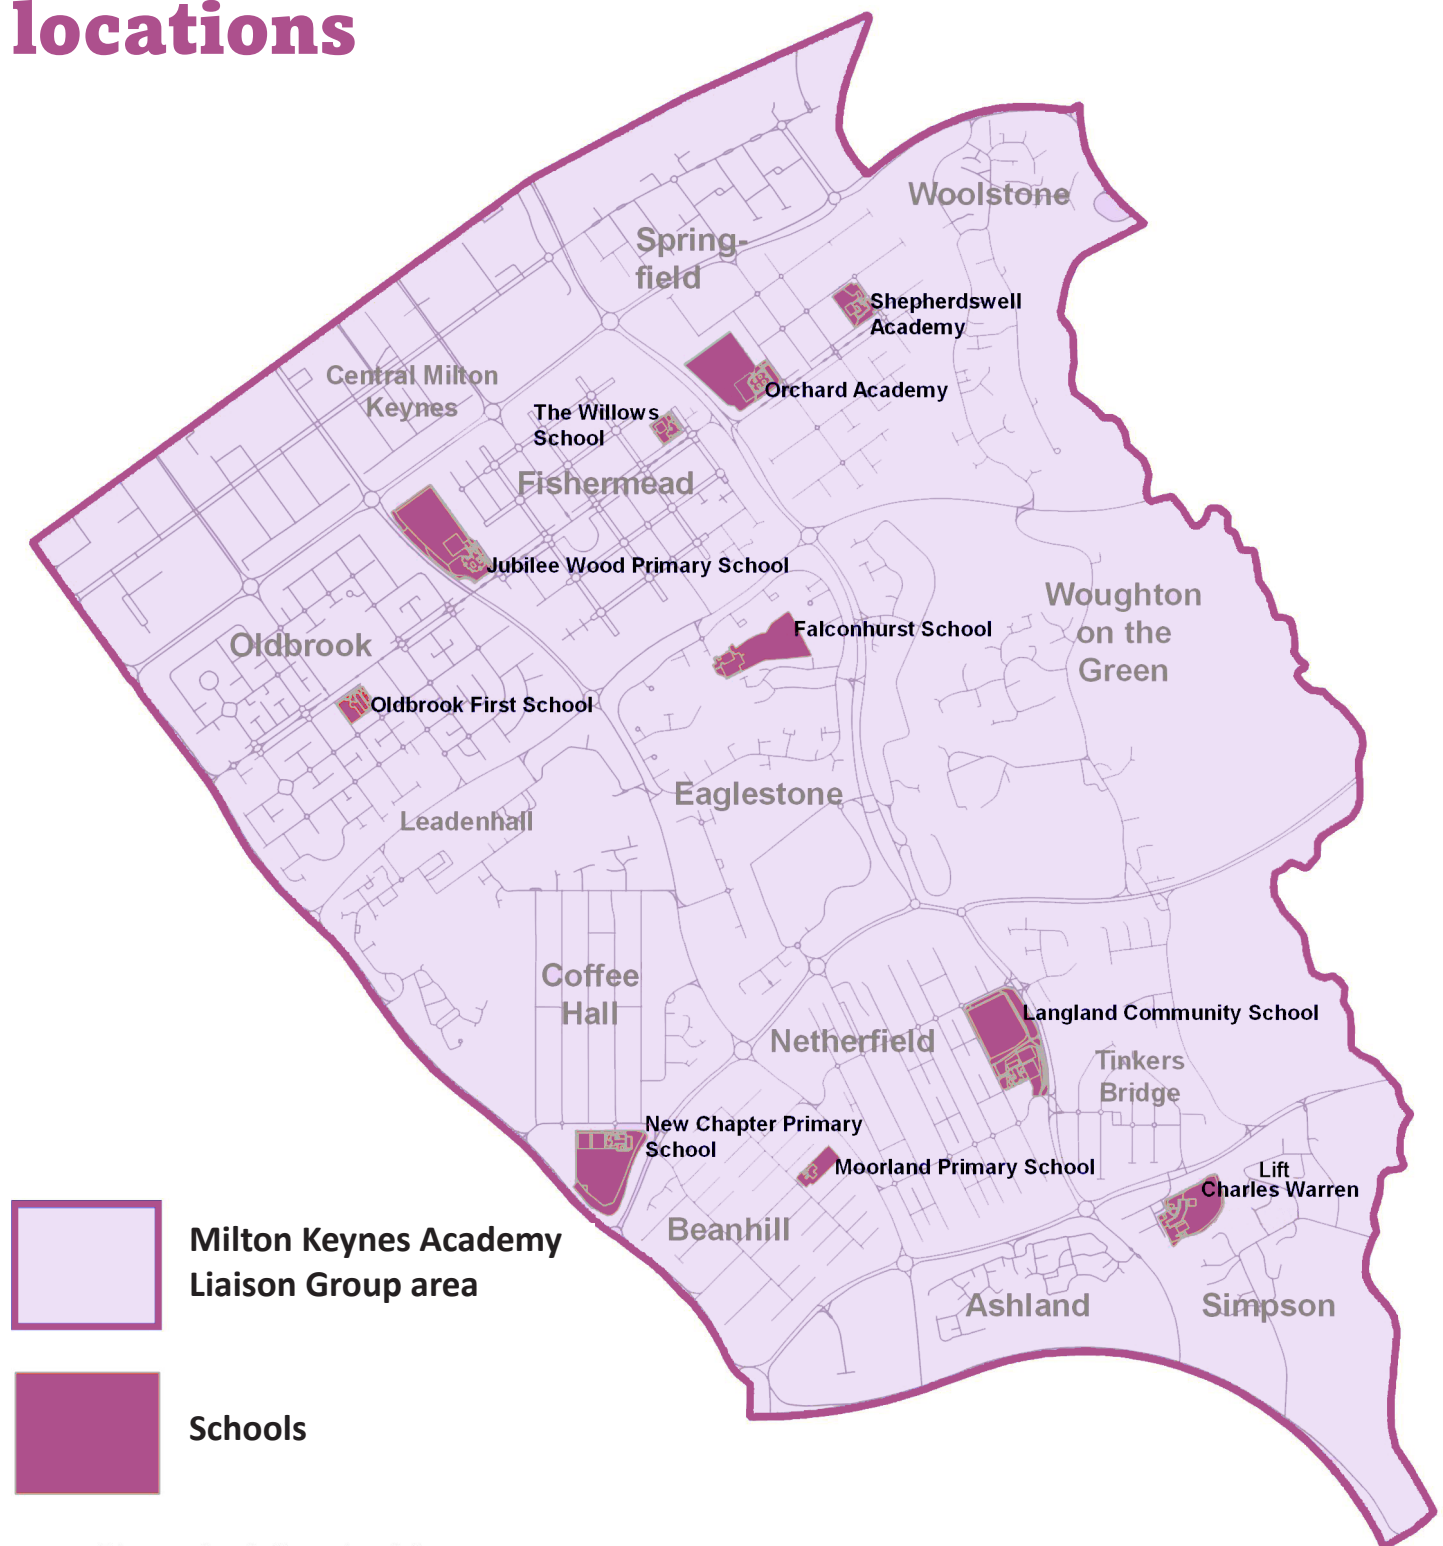 locations
Woolstone
Spring-
field
Shepherdswell
Academy
Central Milton
Keynes
Orchard Academy
The Willows
School
Fishermead
Jubilee Wood Primary School
Woughton
on the
Green
Falconhurst School
Oldbrook
Oldbrook First School
Eaglestone
Leadenhall
Coffee
Hall
Langland Community School
Netherfield
Tinkers
Bridge
New Chapter Primary
School
Moorland Primary School
Lift
Charles Warren
Beanhill
Milton Keynes Academy
Liaison Group area
Ashland
Simpson
Schools